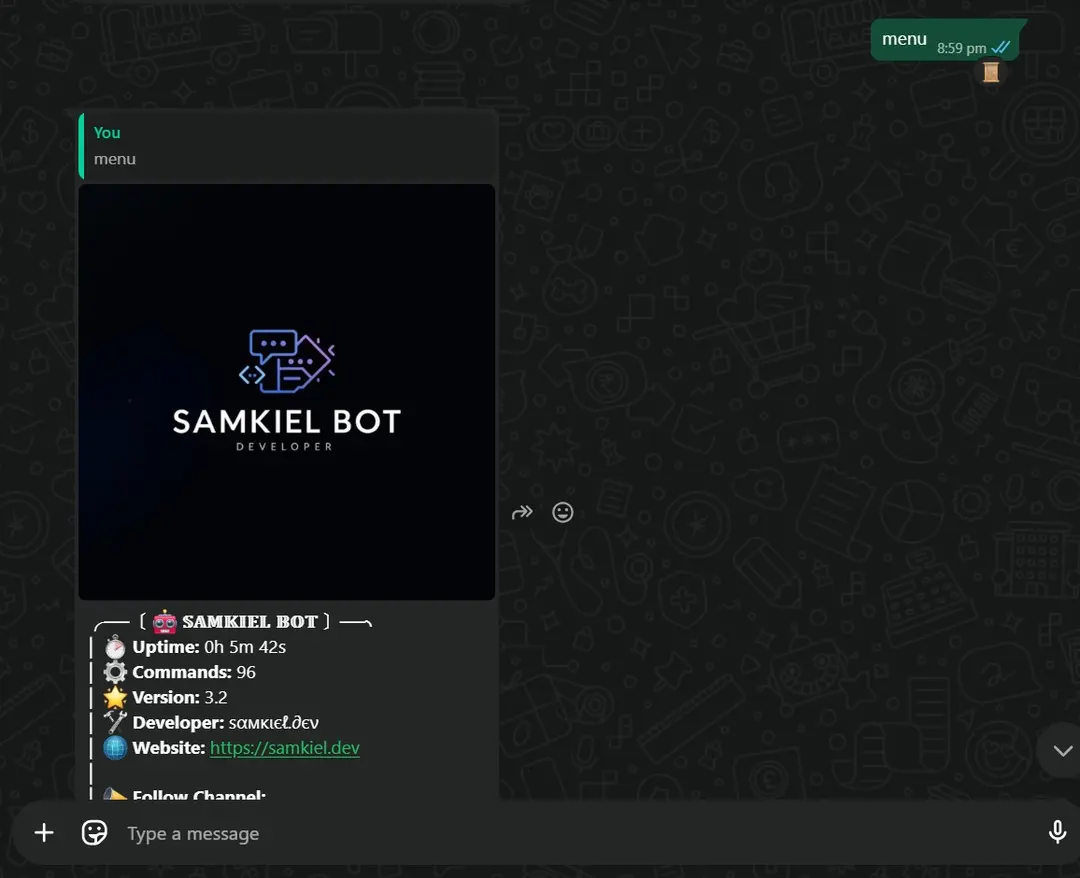 menu 8:59 pm
You
menu
SAMKIEL BOT
DEVELOPER
╭── 〔 🤖 𝐒𝐀𝐌𝐊𝐈𝐄𝐋 𝐁𝐎𝐓 〕 ──╮
⏱️ Uptime: 0h 5m 42s
⚙️ Commands: 96
⭐ Version: 3.2
🛠️ Developer: ѕαмкιєℓ.∂єν
🌐 Website: https://samkiel.dev
Follow Channel:
Type a message